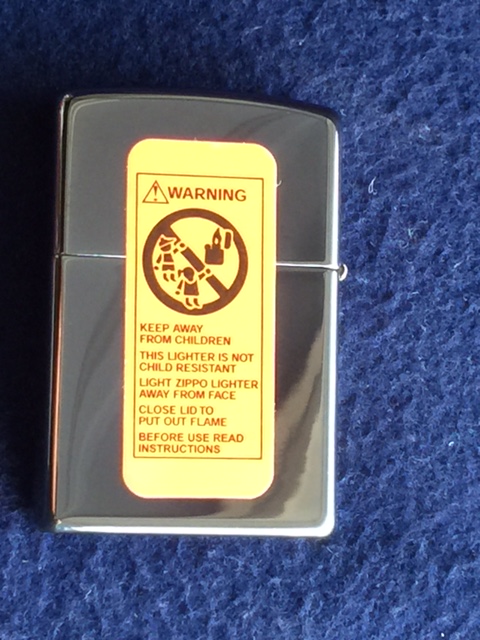 WARNING
KEEP AWAY
FROM CHILDREN
THIS LIGHTER IS NOT
CHILD RESISTANT
LIGHT ZIPPO LIGHTER
AWAY FROM FACE
CLOSE LID TO
PUT OUT FLAME
BEFORE USE READ
INSTRUCTIONS